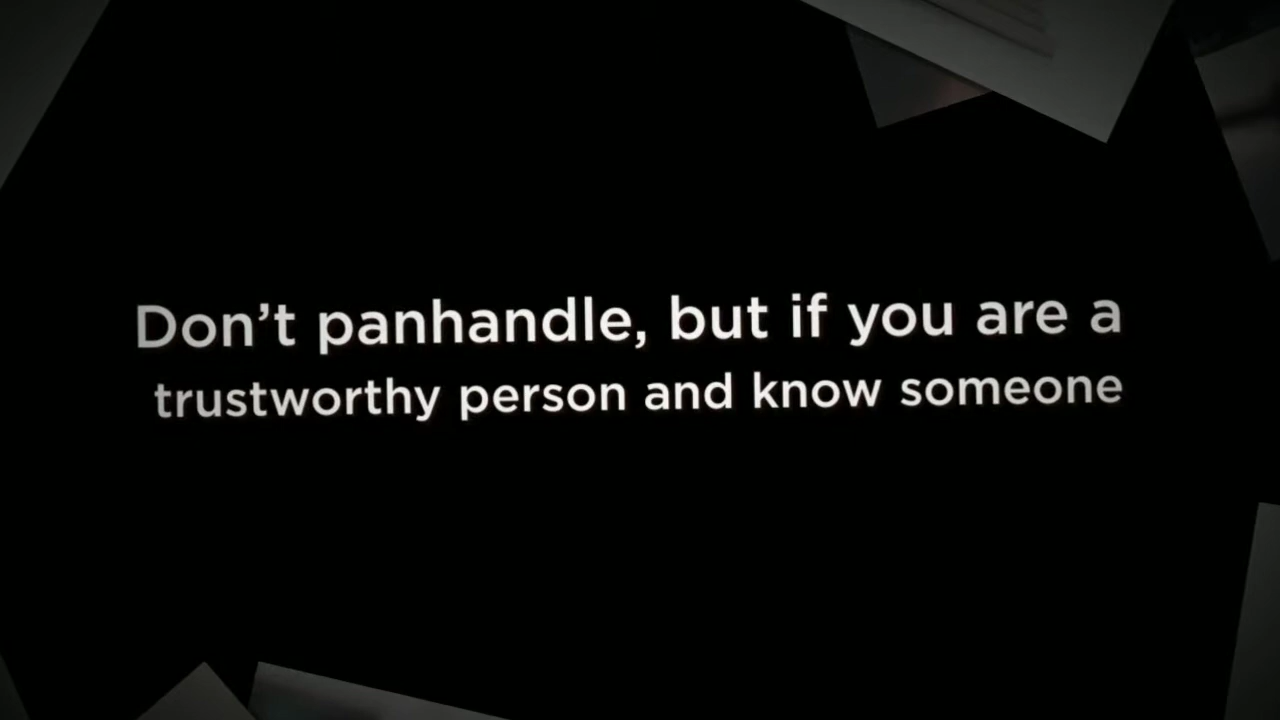 Don’t panhandle, but if you are a
trustworthy person and know someone